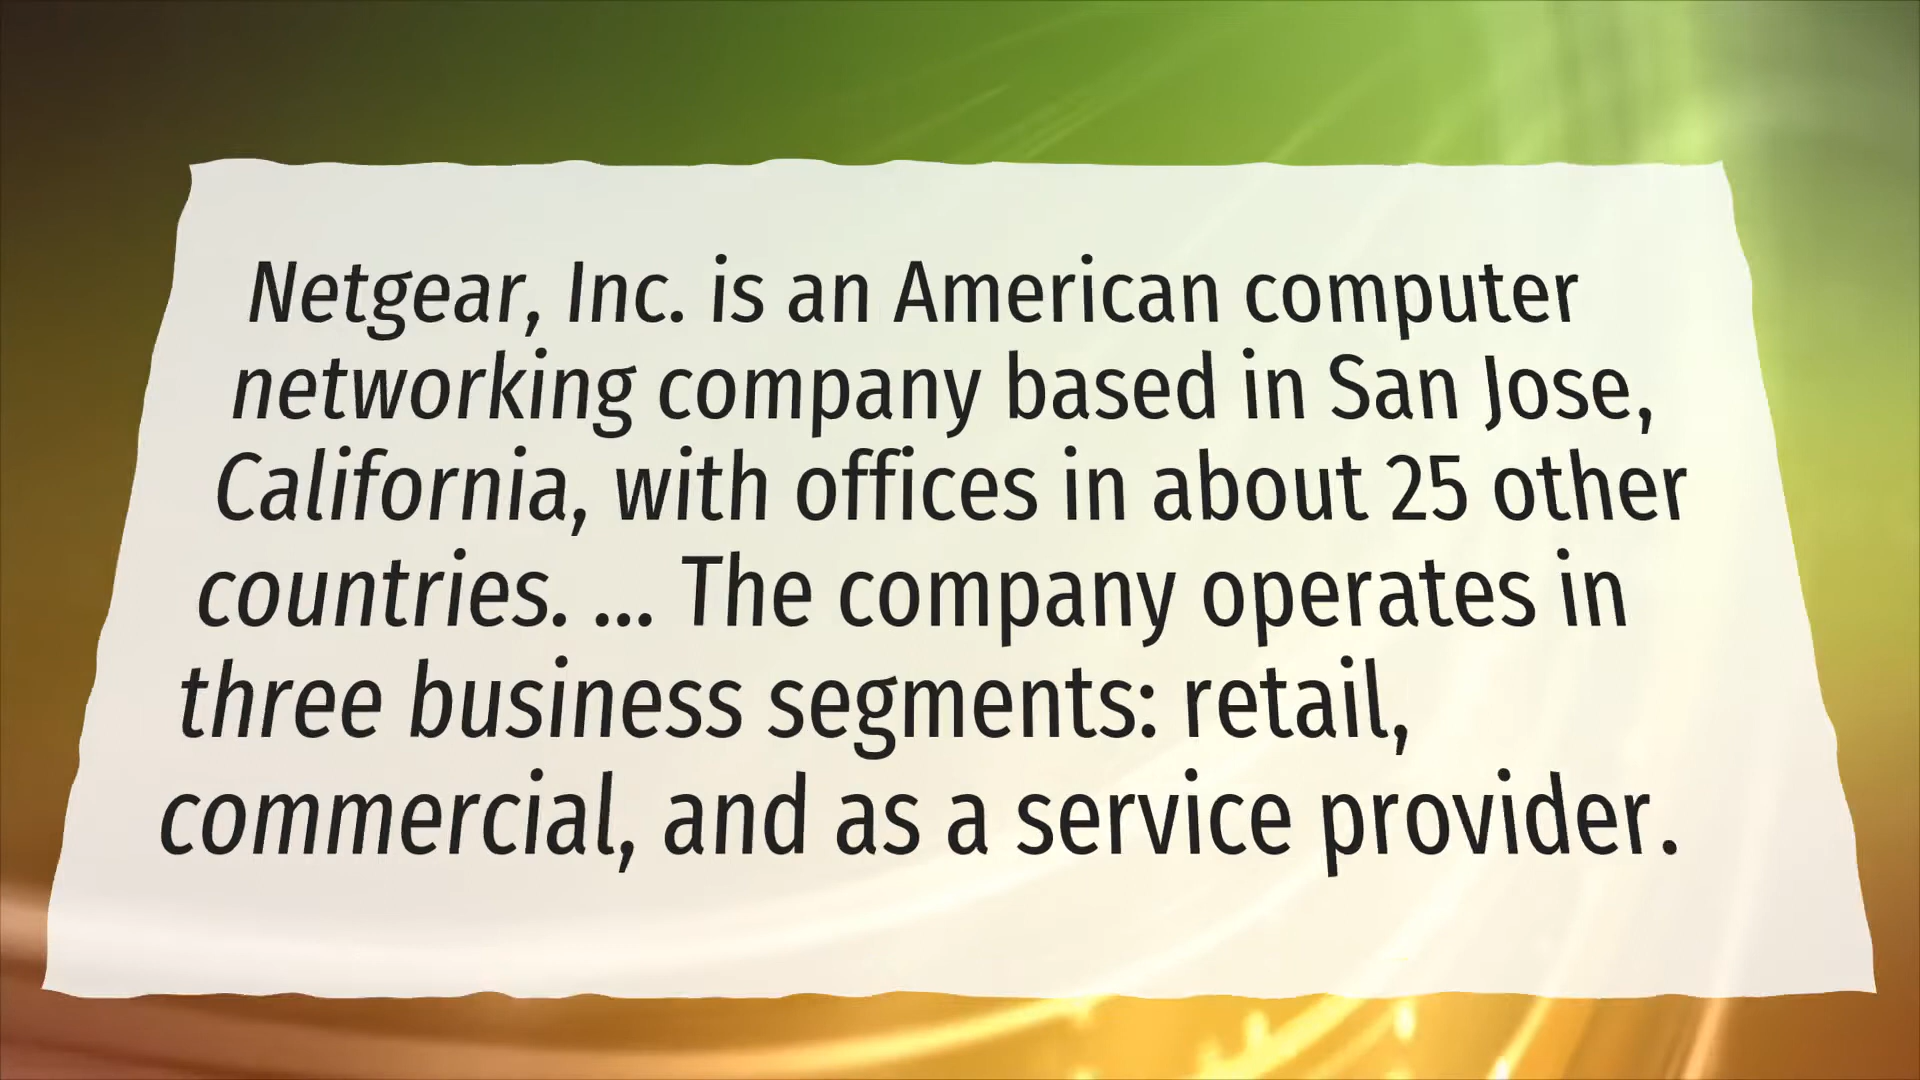 Netgear, Inc. is an American computer
networking company based in San Jose,
California, with offices in about 25 other
countries. ... The company operates in
three business segments: retail,
commercial, and as a service provider.